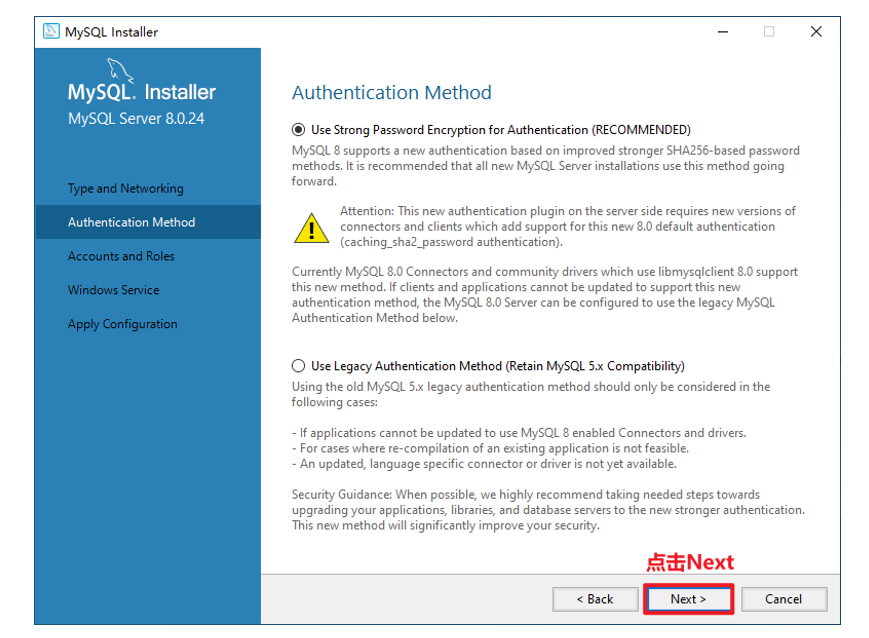 MySQL Installer
MySQL. Installer
MySQL Server 8.0.24
Type and Networking
Authentication Method
Accounts and Roles
Windows Service
Apply Configuration
Authentication Method
Use Strong Password Encryption for Authentication (RECOMMENDED)
MySQL 8 supports a new authentication based on improved stronger SHA256-based password
methods. It is recommended that all new MySQL Server installations use this method going
forward.
Attention: This new authentication plugin on the server side requires new versions of
connectors and clients which add support for this new 8.0 default authentication
(caching_sha2_password authentication).
Currently MySQL 8.0 Connectors and community drivers which use libmysqlclient 8.0 support
this new method. If clients and applications cannot be updated to support this new
authentication method, the MySQL 8.0 Server can be configured to use the legacy MySQL
Authentication Method below.
Use Legacy Authentication Method (Retain MySQL 5.x Compatibility)
Using the old MySQL 5.x legacy authentication method should only be considered in the
following cases:
- If applications cannot be updated to use MySQL 8 enabled Connectors and drivers.
- For cases where re-compilation of an existing application is not feasible.
- An updated, language specific connector or driver is not yet available.
Security Guidance: When possible, we highly recommend taking needed steps towards
upgrading your applications, libraries, and database servers to the new stronger authentication.
This new method will significantly improve your security.
点击Next
< Back
Next >
Cancel